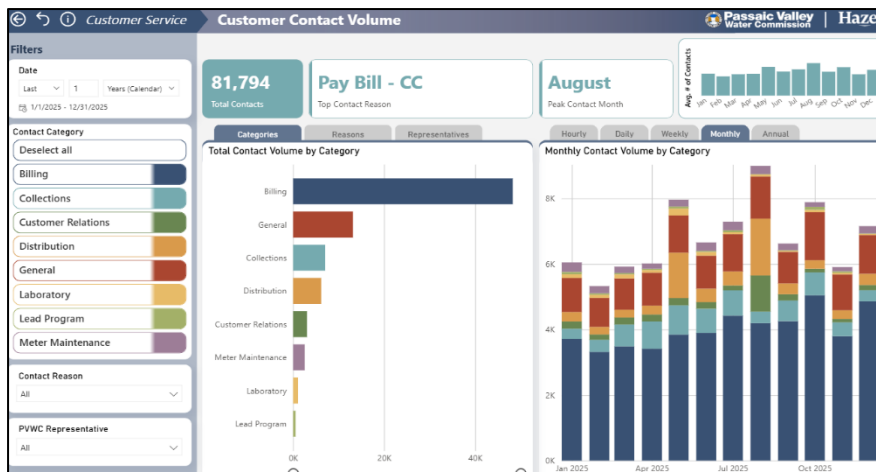 Customer Service
Customer Contact Volume
Passaic Valley
Water Commission
Haze
Filters
Date
Last
1
Years (Calendar)
1/1/2025 - 12/31/2025
Contact Category
Deselect all
Billing
Collections
Customer Relations
Distribution
General
Laboratory
Lead Program
Meter Maintenance
Contact Reason
All
PVWC Representative
All
81,794
Total Contacts
Pay Bill - CC
Top Contact Reason
August
Peak Contact Month
Avg. # of Contacts
Jan Feb Mar Apr May Jun Jul Aug Sep Oct Nov Dec
Categories
Reasons
Representatives
Total Contact Volume by Category
Billing
General
Collections
Distribution
Customer Relations
Meter Maintenance
Laboratory
Lead Program
0K 20K 40K
Hourly
Daily
Weekly
Monthly
Annual
Monthly Contact Volume by Category
8K
6K
4K
2K
0K
Jan 2025 Apr 2025 Jul 2025 Oct 2025